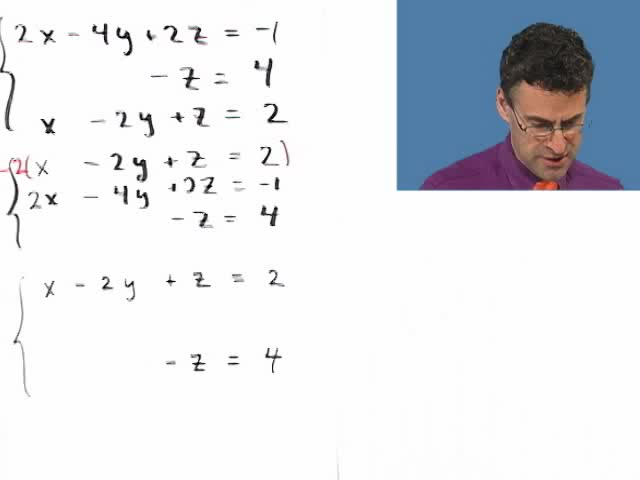 2x - 4y + 2z = -1
- z = 4
x - 2y + z = 2
-2(x - 2y + z = 2)
2x - 4y + 2z = -1
- z = 4
x - 2y + z = 2
- z = 4